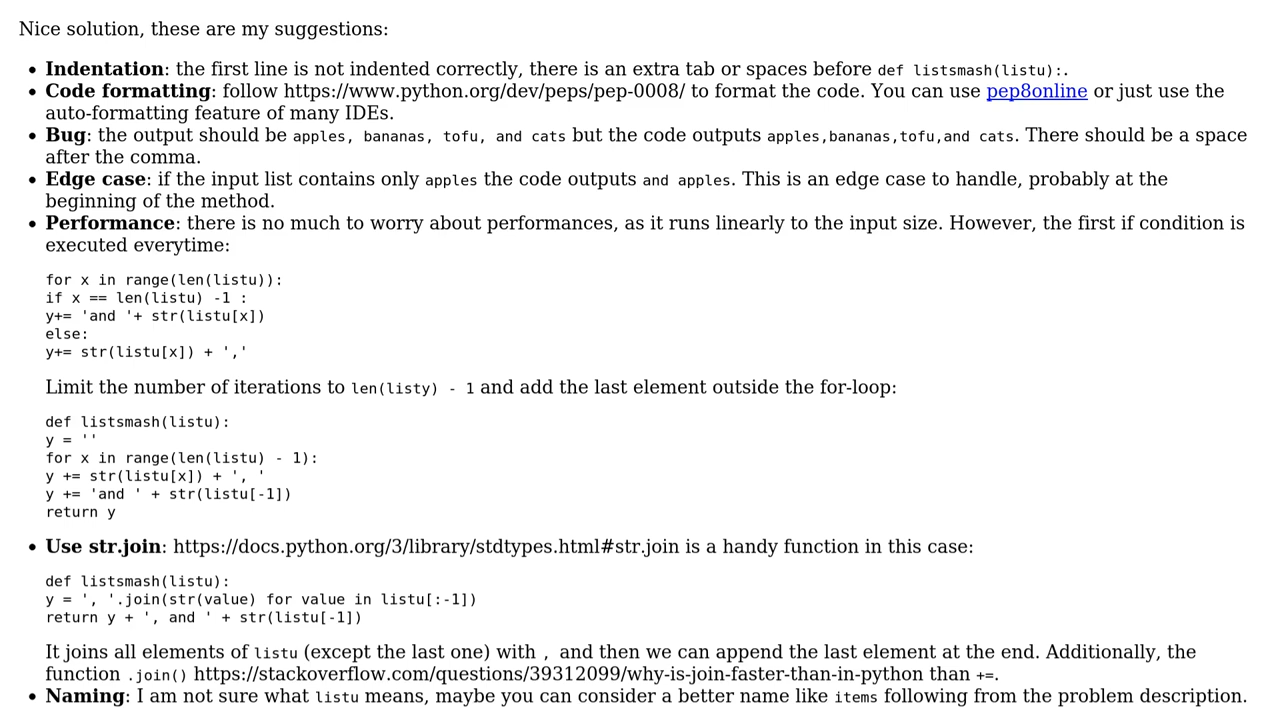 Nice solution, these are my suggestions:
• Indentation: the first line is not indented correctly, there is an extra tab or spaces before def listsmash(listu):.
• Code formatting: follow https://www.python.org/dev/peps/pep-0008/ to format the code. You can use pep8online or just use the
auto-formatting feature of many IDEs.
• Bug: the output should be apples, bananas, tofu, and cats but the code outputs apples,bananas,tofu,and cats. There should be a space
after the comma.
• Edge case: if the input list contains only apples the code outputs and apples. This is an edge case to handle, probably at the
beginning of the method.
• Performance: there is no much to worry about performances, as it runs linearly to the input size. However, the first if condition is
executed everytime:
for x in range(len(listu)):
if x == len(listu) -1 :
y+= 'and '+ str(listu[x])
else:
y+= str(listu[x]) + ','
Limit the number of iterations to len(listy) - 1 and add the last element outside the for-loop:
def listsmash(listu):
y = ''
for x in range(len(listu) - 1):
y += str(listu[x]) + ', '
y += 'and ' + str(listu[-1])
return y
• Use str.join: https://docs.python.org/3/library/stdtypes.html#str.join is a handy function in this case:
def listsmash(listu):
y = ', '.join(str(value) for value in listu[:-1])
return y + ', and ' + str(listu[-1])
It joins all elements of listu (except the last one) with , and then we can append the last element at the end. Additionally, the
function .join() https://stackoverflow.com/questions/39312099/why-is-join-faster-than-in-python than +=.
• Naming: I am not sure what listu means, maybe you can consider a better name like items following from the problem description.